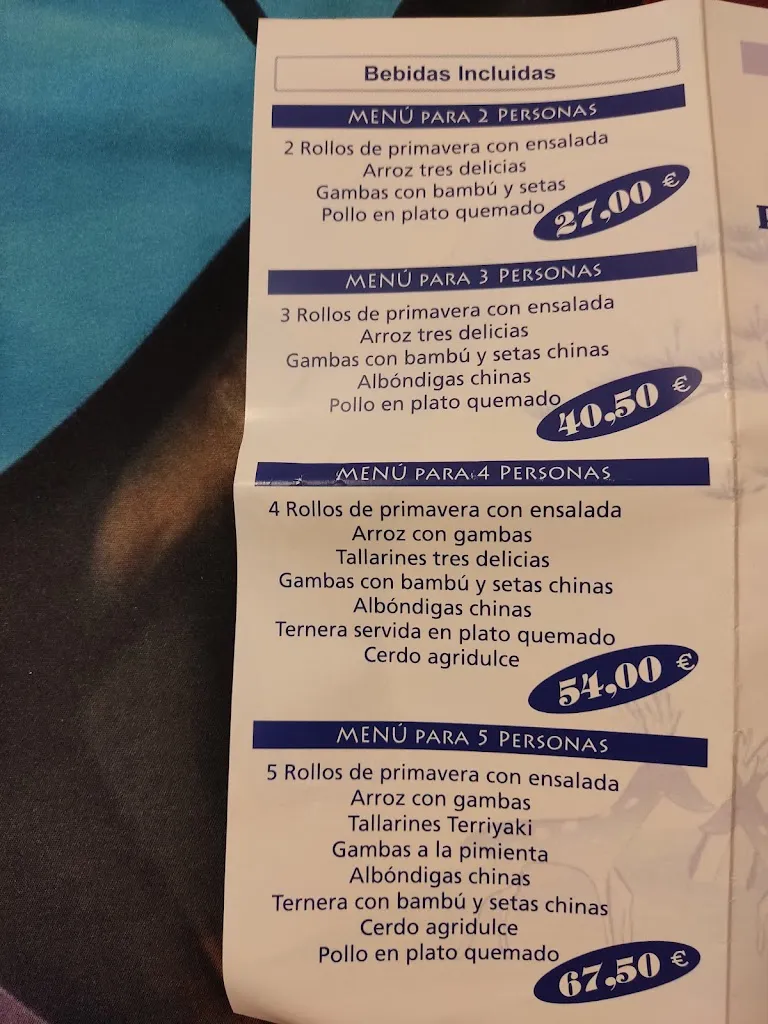 Bebidas Incluidas
MENÚ PARA 2 PERSONAS
2 Rollos de primavera con ensalada
Arroz tres delicias
Gambas con bambú y setas
Pollo en plato quemado
27,00 €
MENÚ PARA 3 PERSONAS
3 Rollos de primavera con ensalada
Arroz tres delicias
Gambas con bambú y setas chinas
Albóndigas chinas
Pollo en plato quemado
40,50 €
MENÚ PARA 4 PERSONAS
4 Rollos de primavera con ensalada
Arroz con gambas
Tallarines tres delicias
Gambas con bambú y setas chinas
Albóndigas chinas
Ternera servida en plato quemado
Cerdo agridulce
54,00 €
MENÚ PARA 5 PERSONAS
5 Rollos de primavera con ensalada
Arroz con gambas
Tallarines Terriyaki
Gambas a la pimienta
Albóndigas chinas
Ternera con bambú y setas chinas
Cerdo agridulce
Pollo en plato quemado
67,50 €